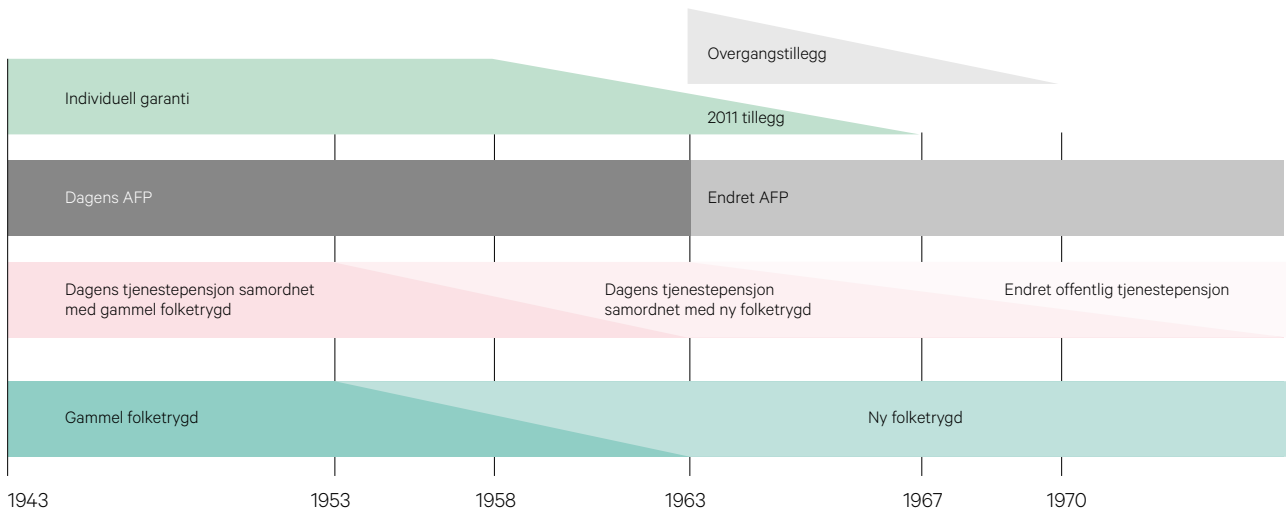 Overgangstillegg
Individuell garanti
2011 tillegg
Dagens AFP
Endret AFP
Dagens tjenestepensjon samordnet
med gammel folketrygd
Dagens tjenestepensjon
samordnet med ny folketrygd
Endret offentlig tjenestepensjon
Gammel folketrygd
Ny folketrygd
1943 1953 1958 1963 1967 1970